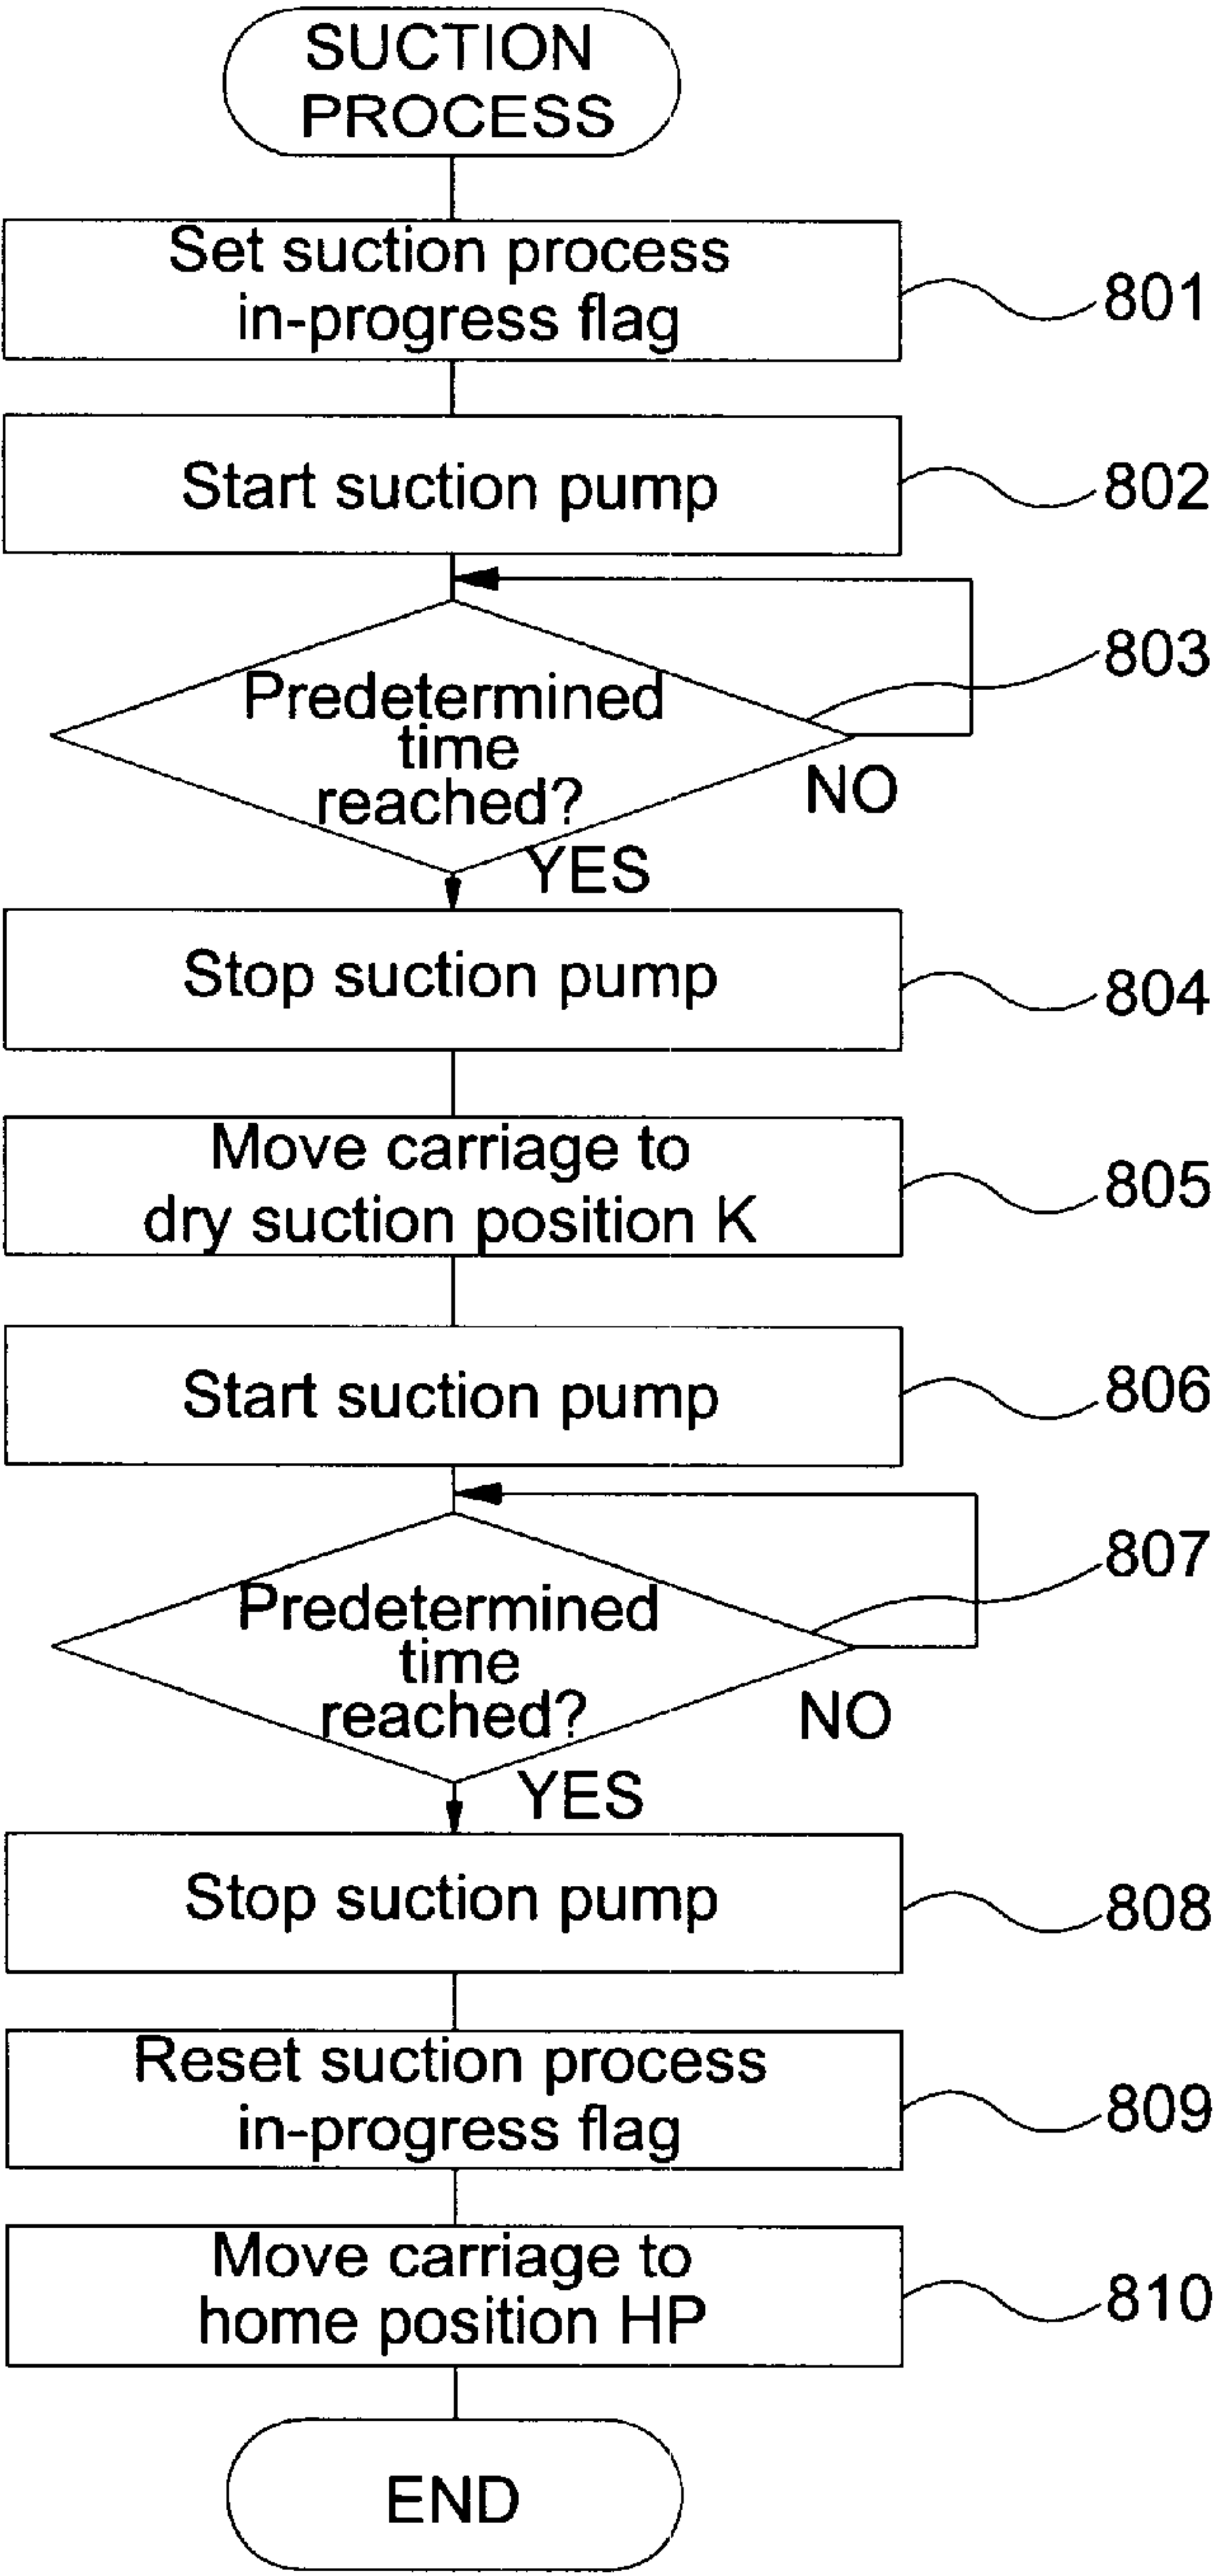 SUCTION
PROCESS
Set suction process
in-progress flag
801
Start suction pump
802
Predetermined
time
reached?
803
NO
YES
Stop suction pump
804
Move carriage to
dry suction position K
805
Start suction pump
806
Predetermined
time
reached?
807
NO
YES
Stop suction pump
808
Reset suction process
in-progress flag
809
Move carriage to
home position HP
810
END